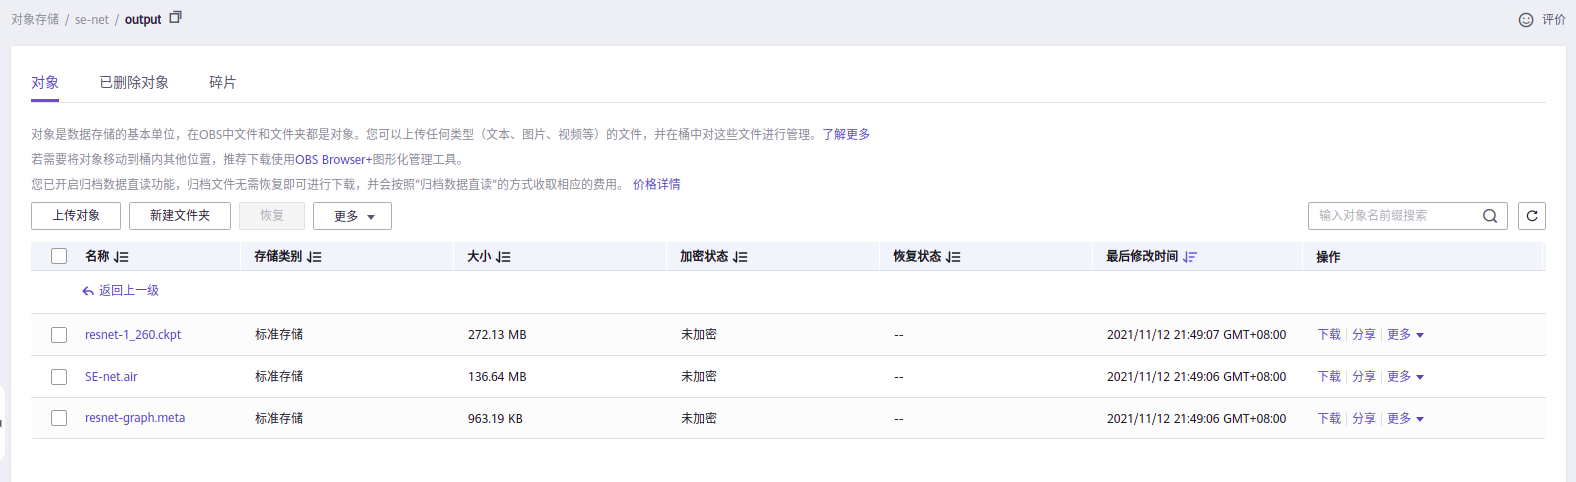 对象存储 / se-net / output
评价
对象 已删除对象 碎片
对象是数据存储的基本单位，在OBS中文件和文件夹都是对象。您可以上传任何类型（文本、图片、视频等）的文件，并在桶中对这些文件进行管理。了解更多
若需要将对象移动到桶内其他位置，推荐下载使用OBS Browser+图形化管理工具。
您已开启归档数据直读功能，归档文件无需恢复即可进行下载，并会按照“归档数据直读”的方式收取相应的费用。 价格详情
上传对象 新建文件夹 恢复 更多 输入对象名前缀搜索
名称 存储类别 大小 加密状态 恢复状态 最后修改时间 操作
返回上一级
resnet-1_260.ckpt 标准存储 272.13 MB 未加密 -- 2021/11/12 21:49:07 GMT+08:00 下载 分享 更多
SE-net.air 标准存储 136.64 MB 未加密 -- 2021/11/12 21:49:06 GMT+08:00 下载 分享 更多
resnet-graph.meta 标准存储 963.19 KB 未加密 -- 2021/11/12 21:49:06 GMT+08:00 下载 分享 更多